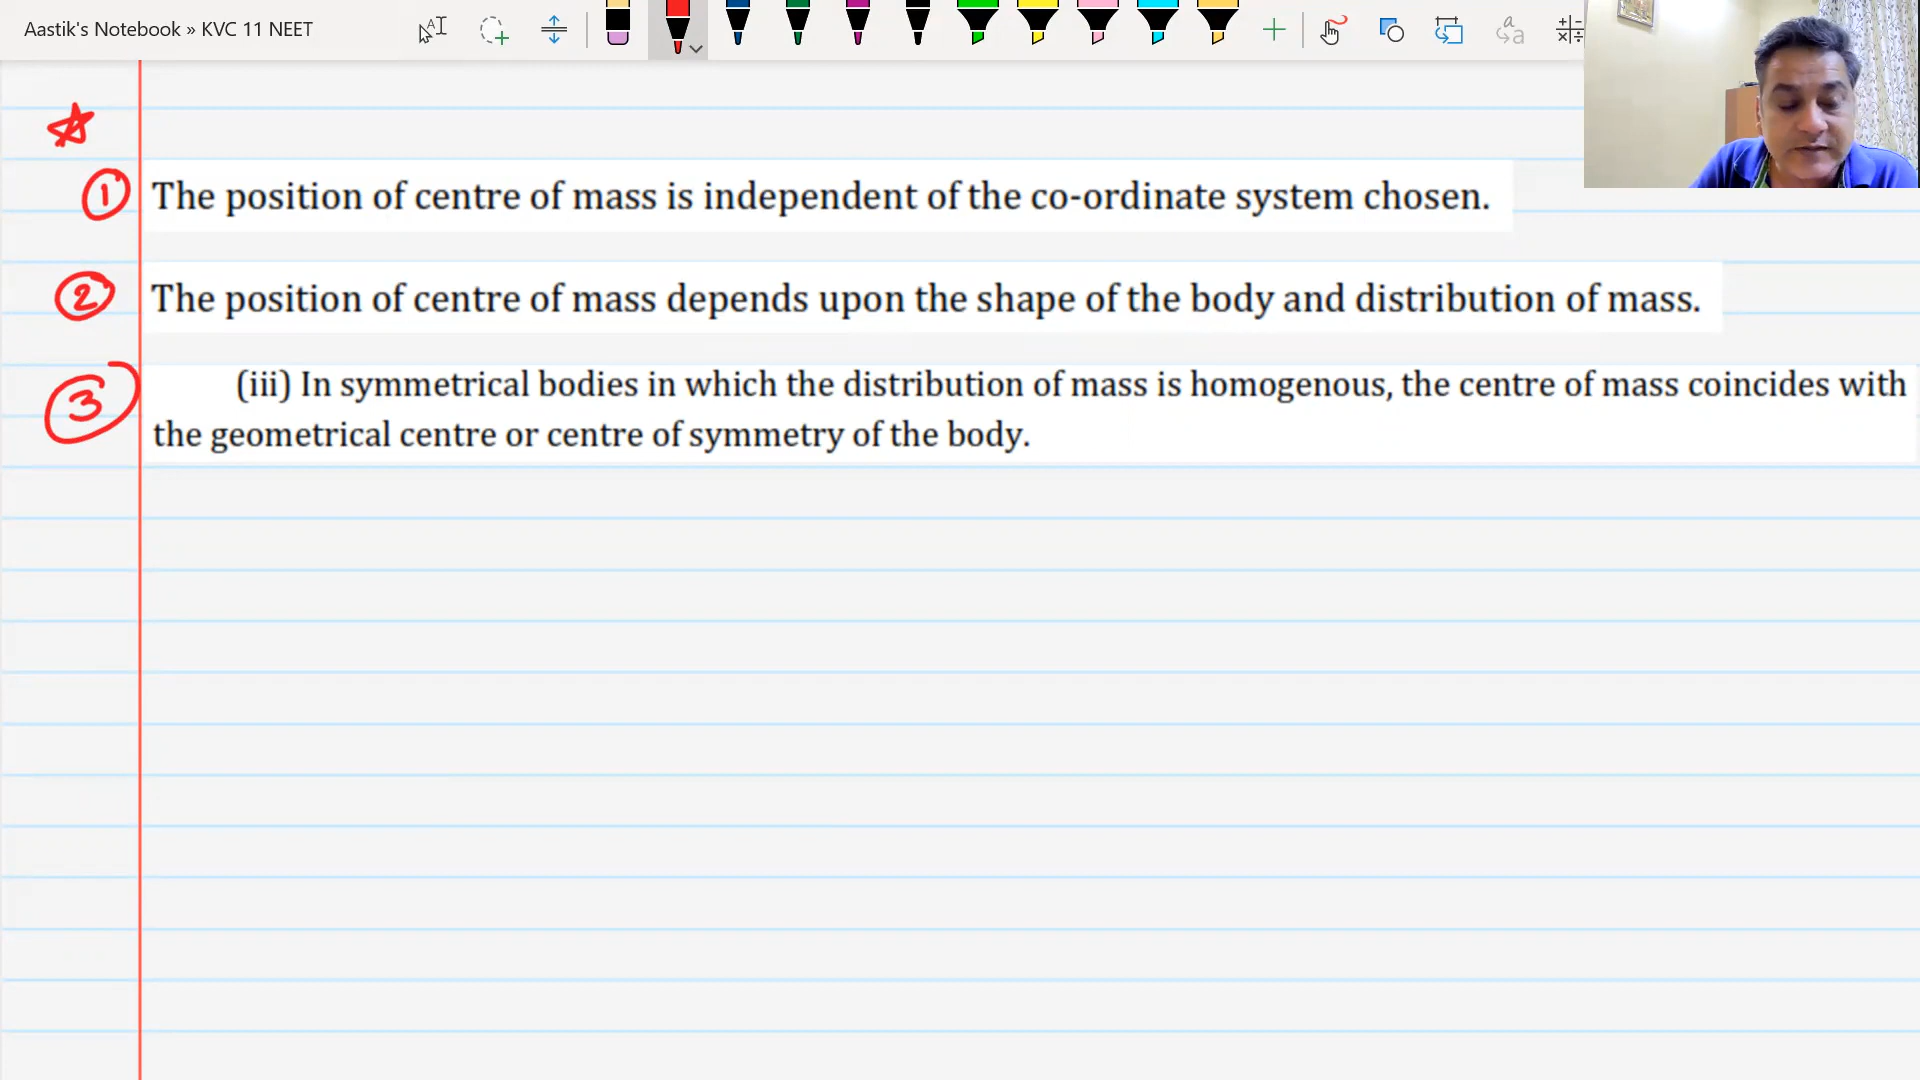 Aastik's Notebook » KVC 11 NEET
① The position of centre of mass is independent of the co-ordinate system chosen.
② The position of centre of mass depends upon the shape of the body and distribution of mass.
③ (iii) In symmetrical bodies in which the distribution of mass is homogenous, the centre of mass coincides with
the geometrical centre or centre of symmetry of the body.